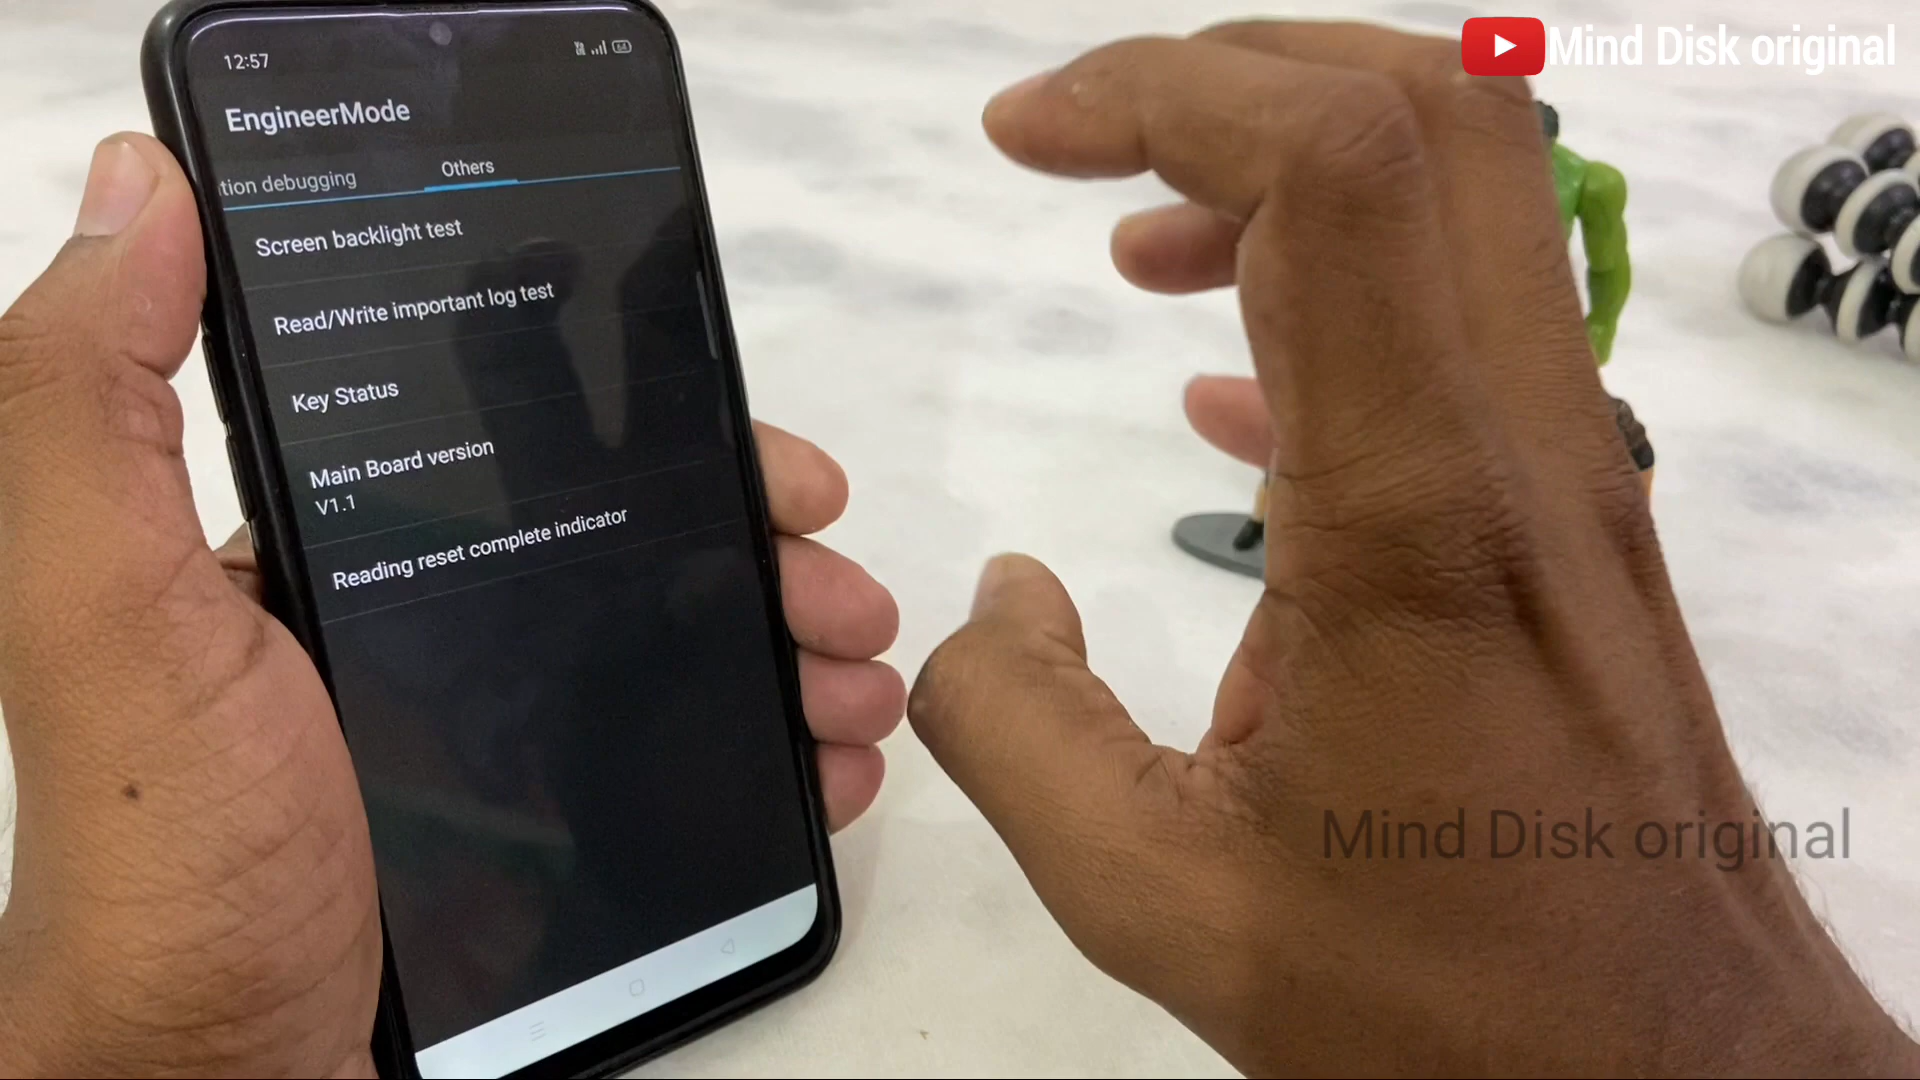 Mind Disk original
12:57
64
EngineerMode
tion debugging
Others
Screen backlight test
Read/Write important log test
Key Status
Main Board version
V1.1
Reading reset complete indicator
Mind Disk original